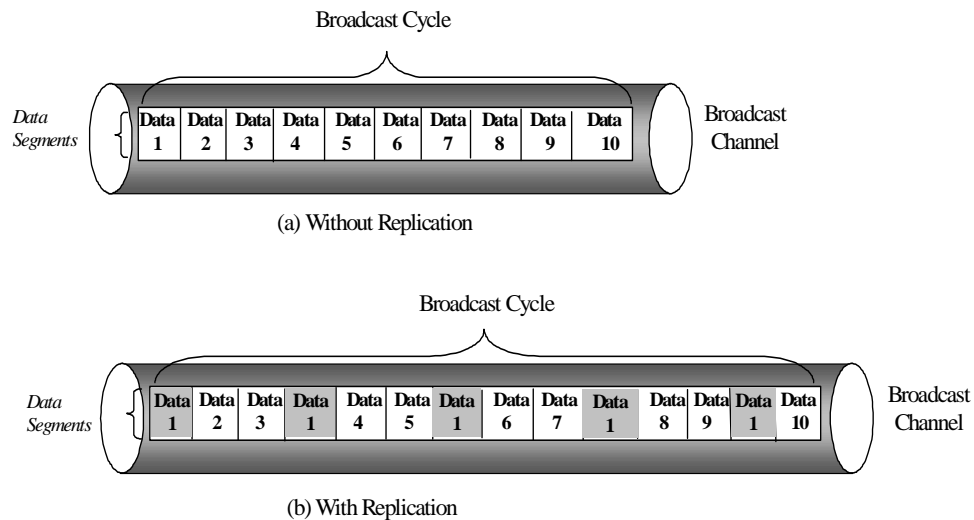 Broadcast Cycle
Data
Segments
Data Data Data Data Data Data Data Data Data Data
1 2 3 4 5 6 7 8 9 10
Broadcast
Channel
(a) Without Replication
Broadcast Cycle
Data
Segments
Data Data Data Data Data Data Data Data Data Data Data Data Data Data
1 2 3 1 4 5 1 6 7 1 8 9 1 10
Broadcast
Channel
(b) With Replication